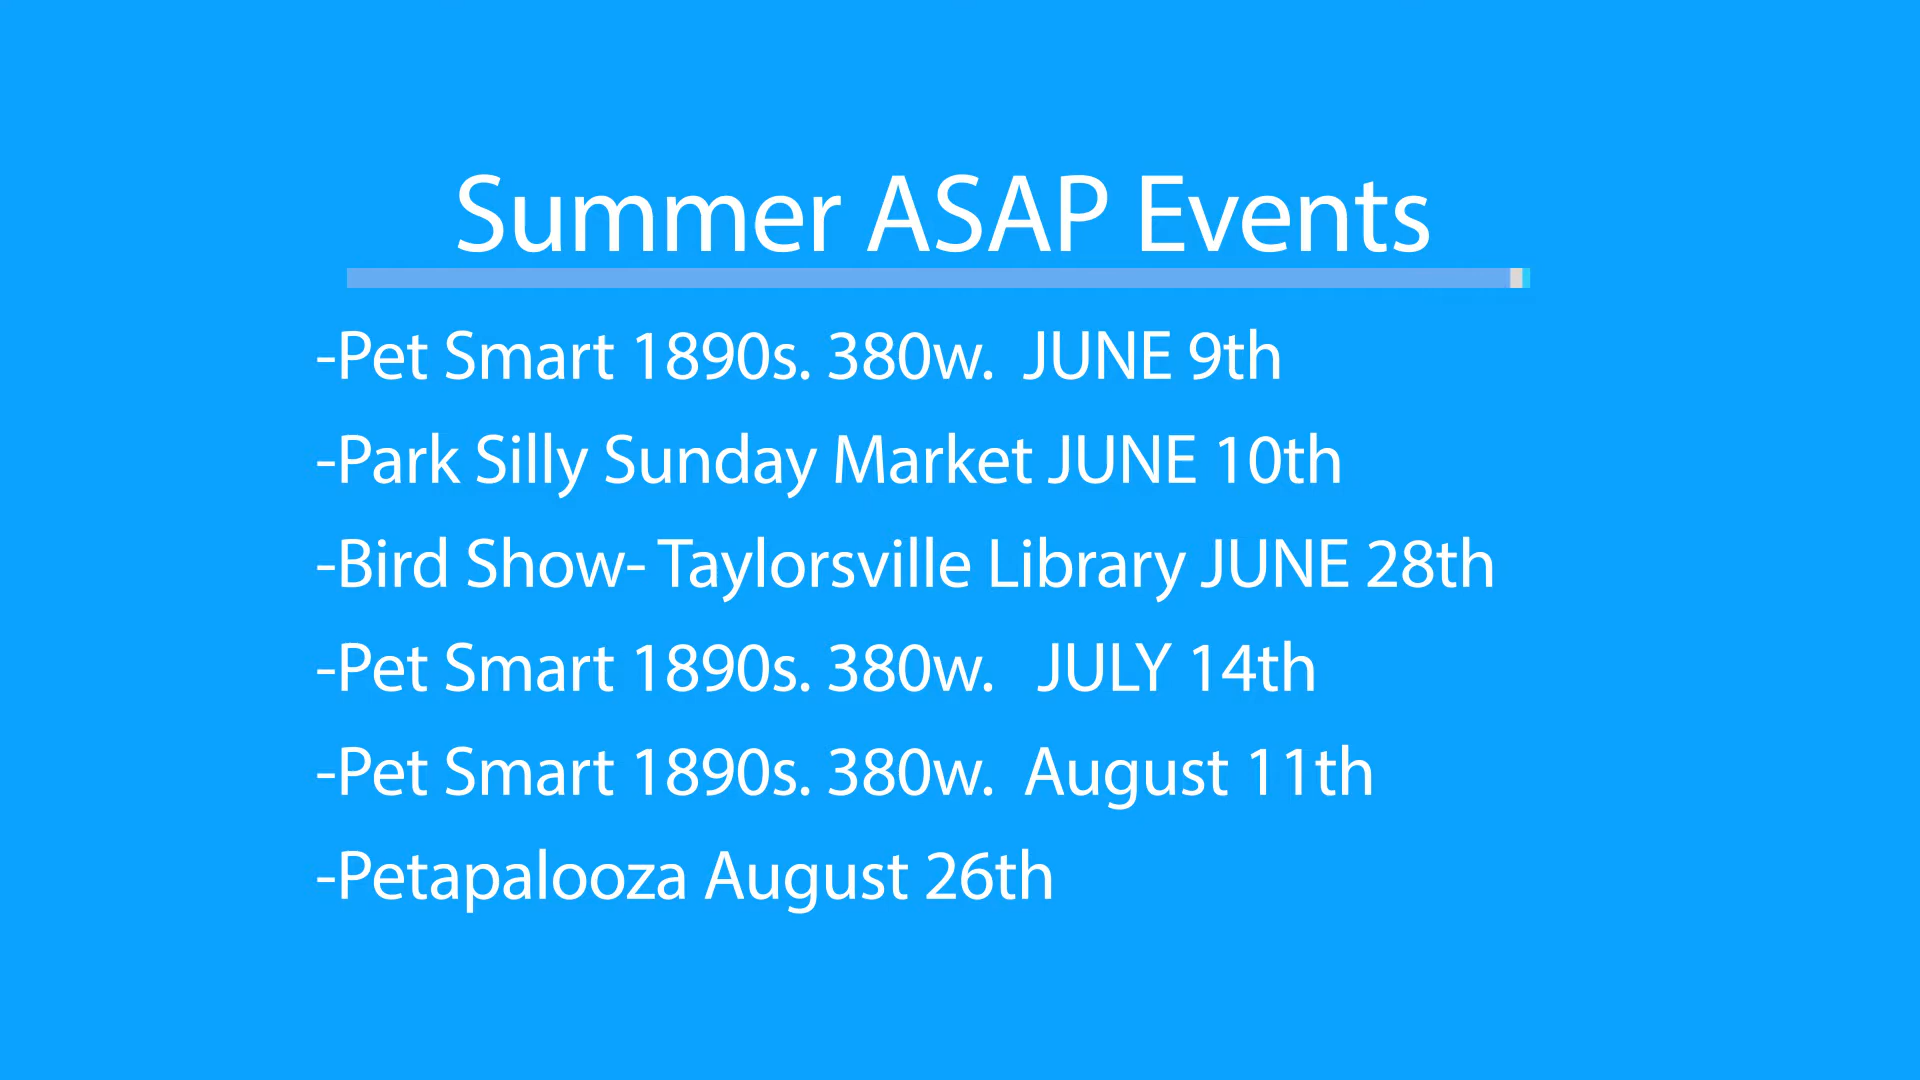 Summer ASAP Events
-Pet Smart 1890s. 380w. JUNE 9th
-Park Silly Sunday Market JUNE 10th
-Bird Show- Taylorsville Library JUNE 28th
-Pet Smart 1890s. 380w. JULY 14th
-Pet Smart 1890s. 380w. August 11th
-Petapalooza August 26th